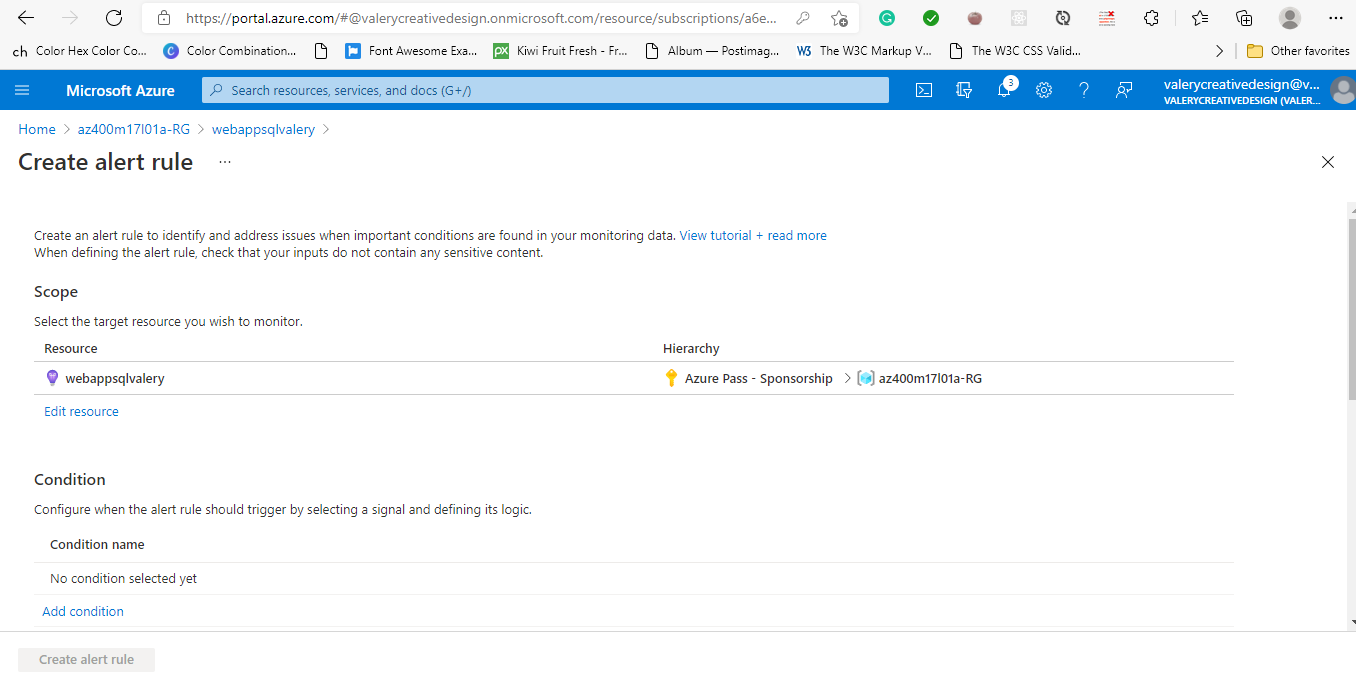 https://portal.azure.com/#@valerycreativedesign.onmicrosoft.com/resource/subscriptions/a6e...
ch Color Hex Color Co... Color Combination... Font Awesome Exa... px Kiwi Fruit Fresh - Fr... Album — Postimag... W3 The W3C Markup V... The W3C CSS Valid... Other favorites
Microsoft Azure Search resources, services, and docs (G+/) 3 valerycreativedesign@v...
VALERYCREATIVEDESIGN (VALER...
Home > az400m17l01a-RG > webappsqlvalery >
Create alert rule ...
Create an alert rule to identify and address issues when important conditions are found in your monitoring data. View tutorial + read more
When defining the alert rule, check that your inputs do not contain any sensitive content.
Scope
Select the target resource you wish to monitor.
Resource Hierarchy
webappsqlvalery Azure Pass - Sponsorship > az400m17l01a-RG
Edit resource
Condition
Configure when the alert rule should trigger by selecting a signal and defining its logic.
Condition name
No condition selected yet
Add condition
Create alert rule